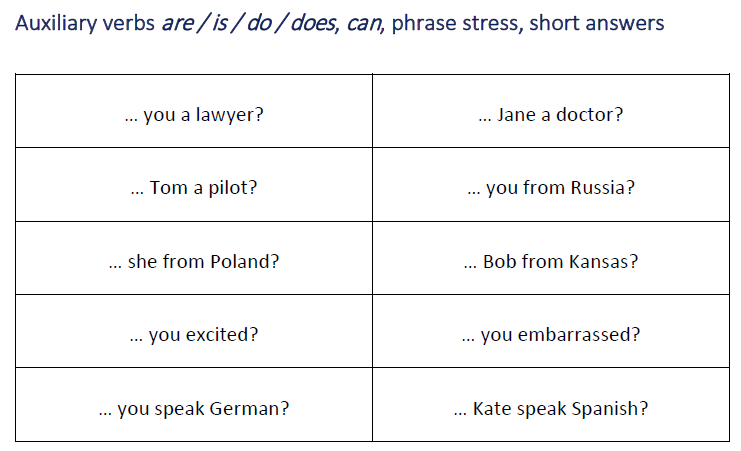 Auxiliary verbs are / is / do / does, can, phrase stress, short answers
... you a lawyer?
... Jane a doctor?
... Tom a pilot?
... you from Russia?
... she from Poland?
... Bob from Kansas?
... you excited?
... you embarrassed?
... you speak German?
... Kate speak Spanish?